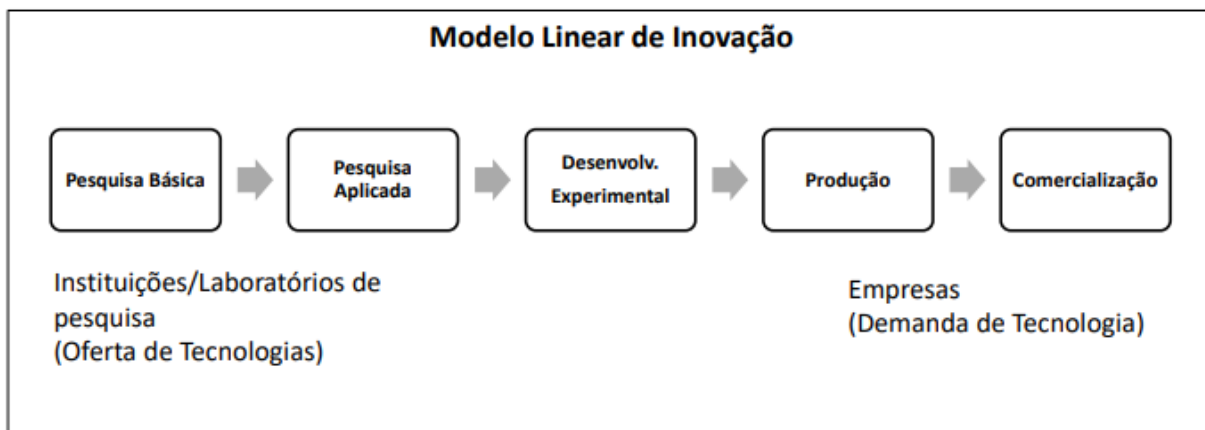 Modelo Linear de Inovação
Pesquisa Básica
Pesquisa
Aplicada
Desenvolv.
Experimental
Produção
Comercialização
Instituições/Laboratórios de
pesquisa
(Oferta de Tecnologias)
Empresas
(Demanda de Tecnologia)